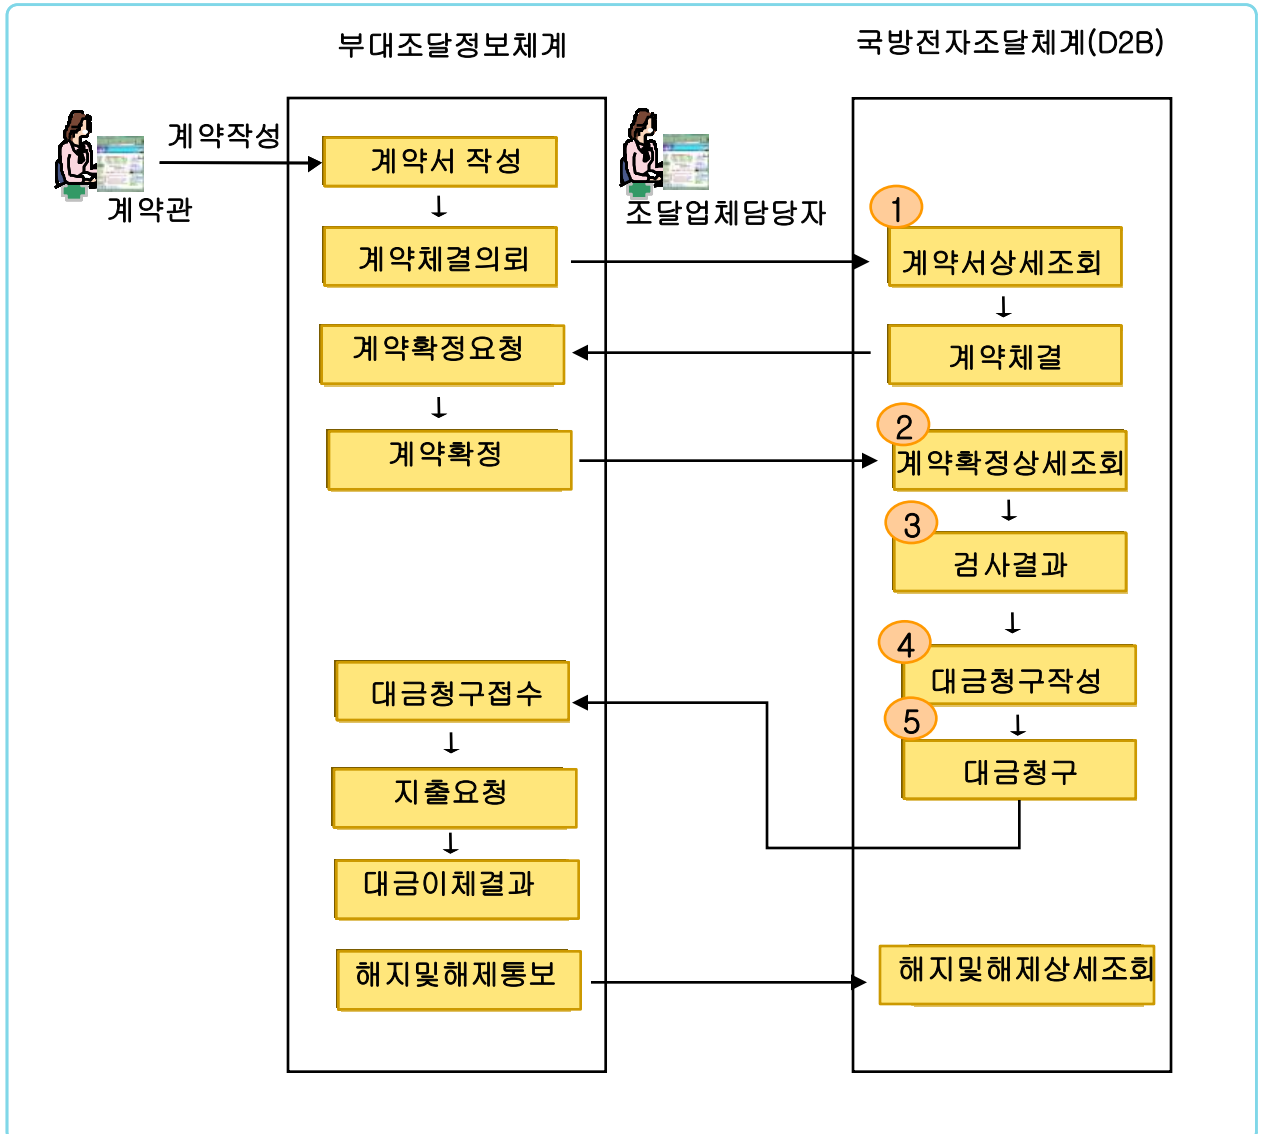 부대조달정보체계
국방전자조달체계(D2B)
계약작성
계약관
계약서 작성
조달업체담당자
1
계약체결의뢰
계약서상세조회
계약확정요청
계약체결
2
계약확정
계약확정상세조회
3
검사결과
4
대금청구접수
대금청구작성
5
지출요청
대금청구
대금이체결과
해지및해제통보
해지및해제상세조회